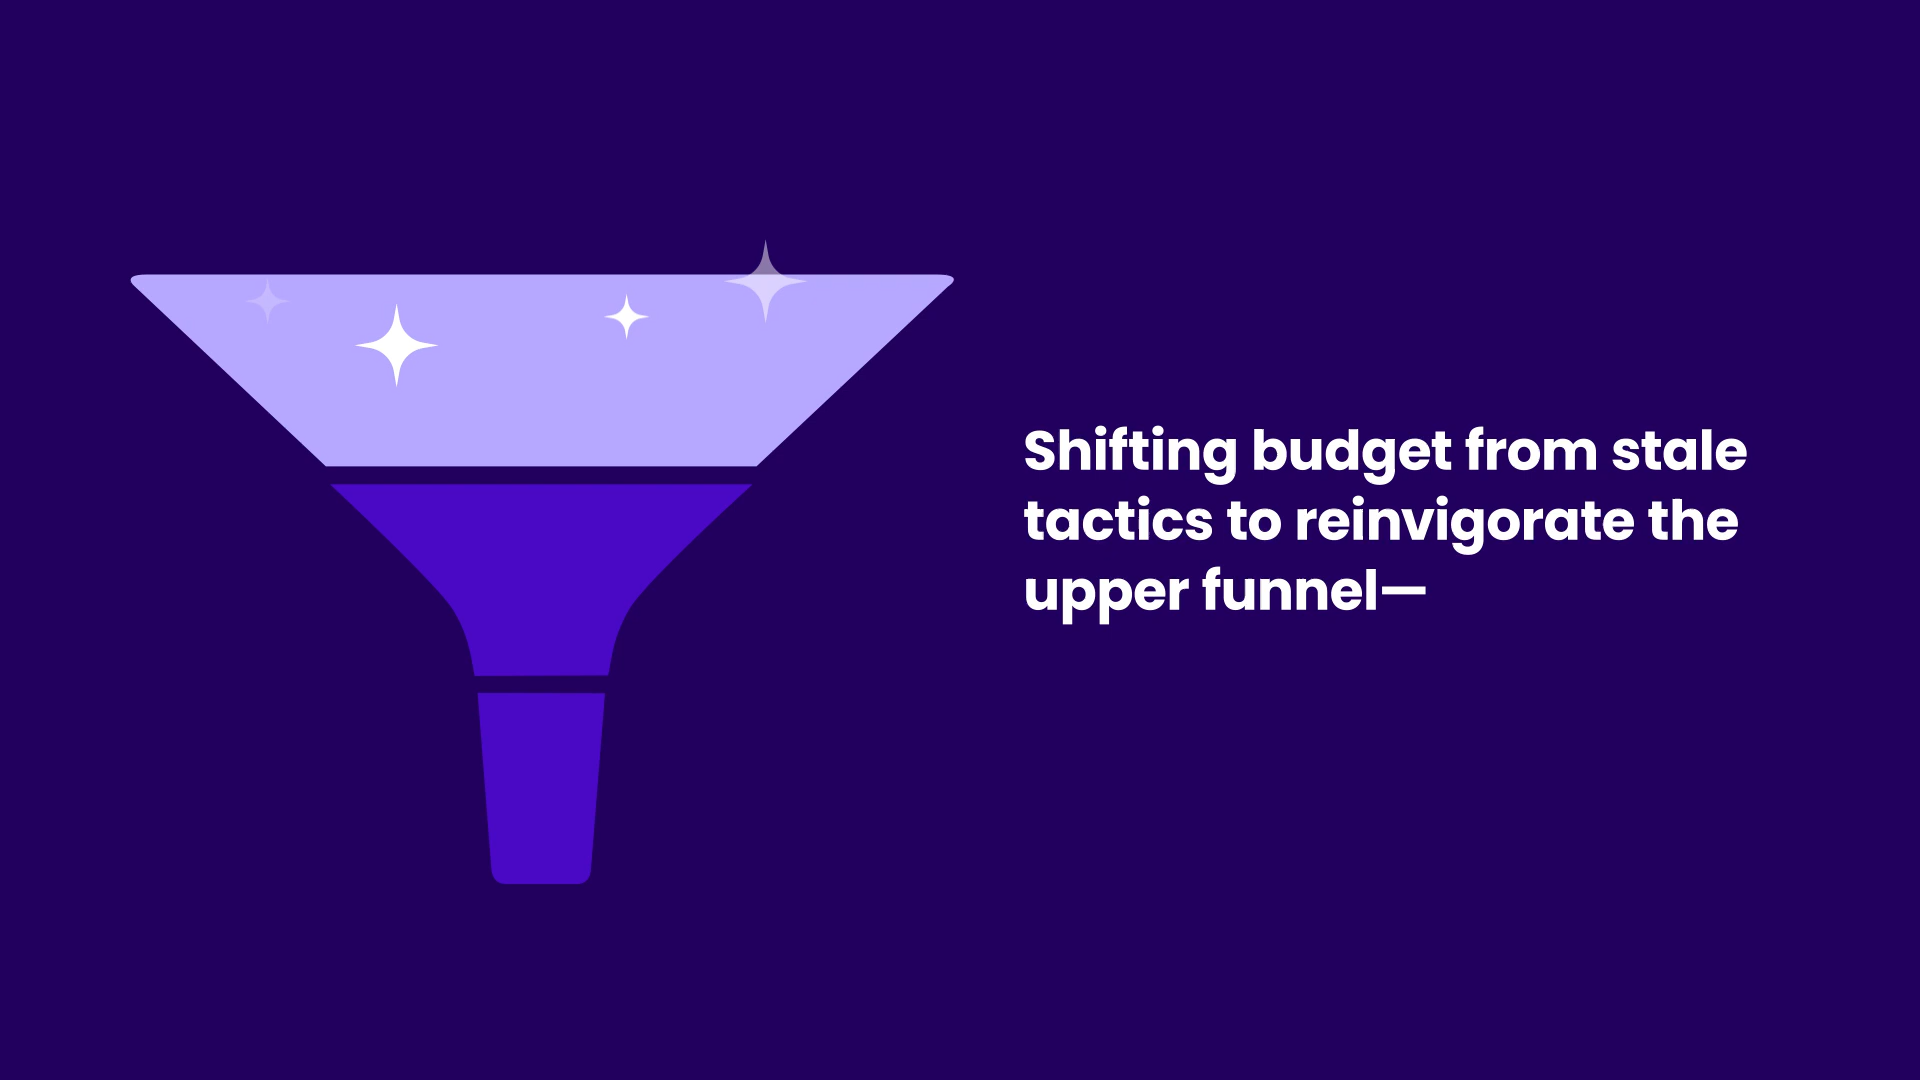 Shifting budget from stale
tactics to reinvigorate the
upper funnel—